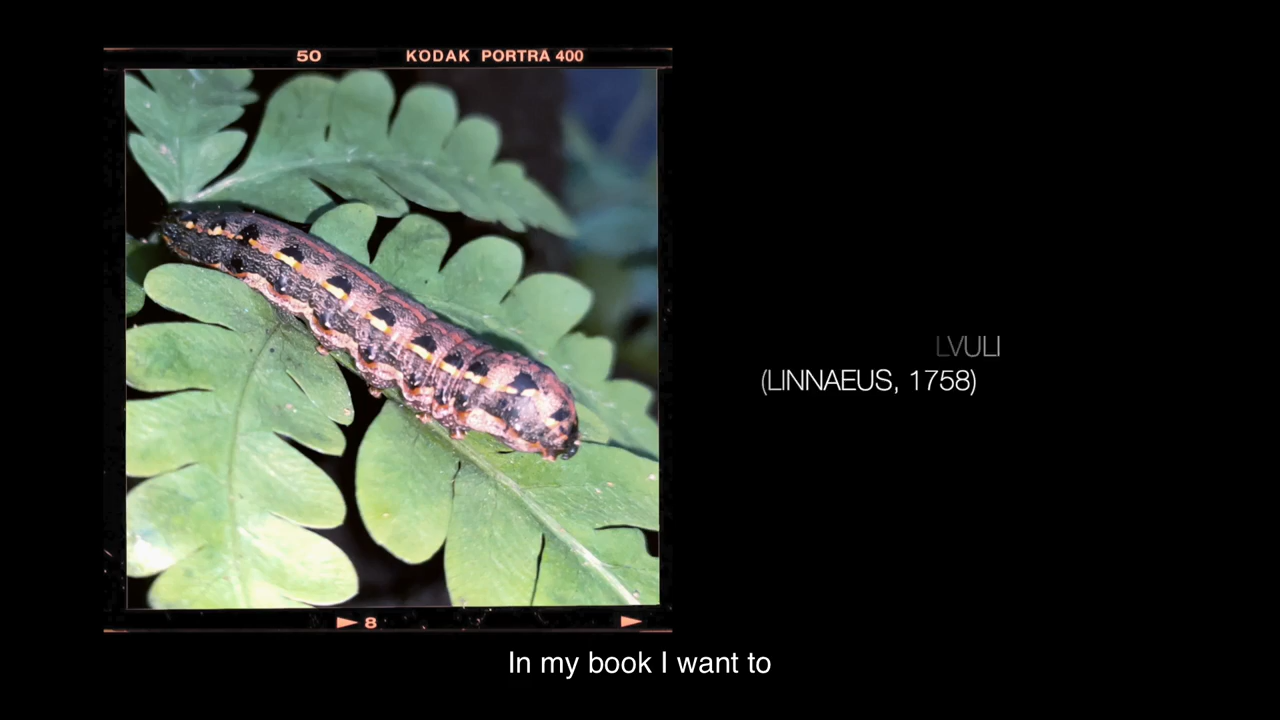 50 KODAK PORTRA 400
LVULI
(LINNAEUS, 1758)
8
In my book I want to